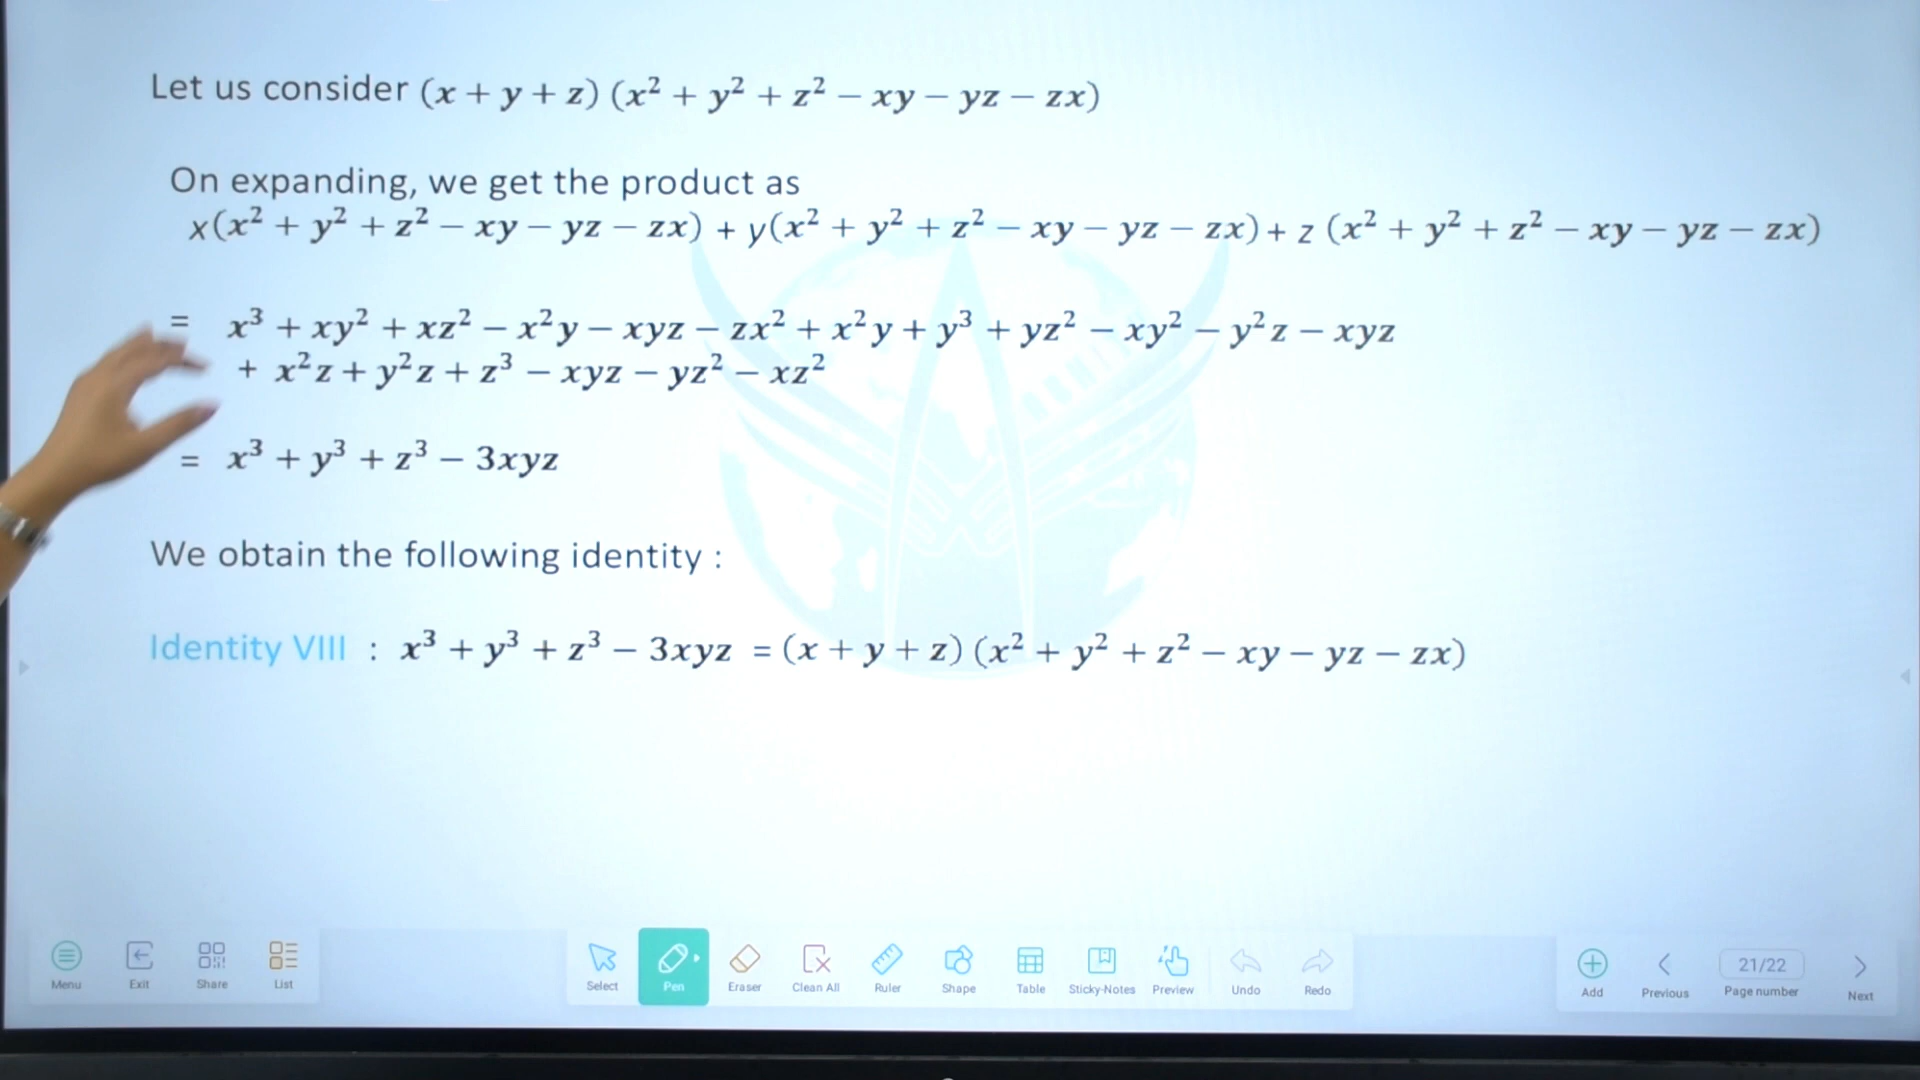 Let us consider (x + y + z) (x² + y² + z² − xy − yz − zx)
On expanding, we get the product as
x(x² + y² + z² − xy − yz − zx) + y(x² + y² + z² − xy − yz − zx) + z (x² + y² + z² − xy − yz − zx)
= x³ + xy² + xz² − x²y − xyz − zx² + x²y + y³ + yz² − xy² − y²z − xyz
+ x²z + y²z + z³ − xyz − yz² − xz²
= x³ + y³ + z³ − 3xyz
We obtain the following identity :
Identity VIII : x³ + y³ + z³ − 3xyz = (x + y + z) (x² + y² + z² − xy − yz − zx)
Menu Exit Share List Select Pen Eraser Clean All Ruler Shape Table Sticky-Notes Preview Undo Redo Add Previous 21/22 Page number Next